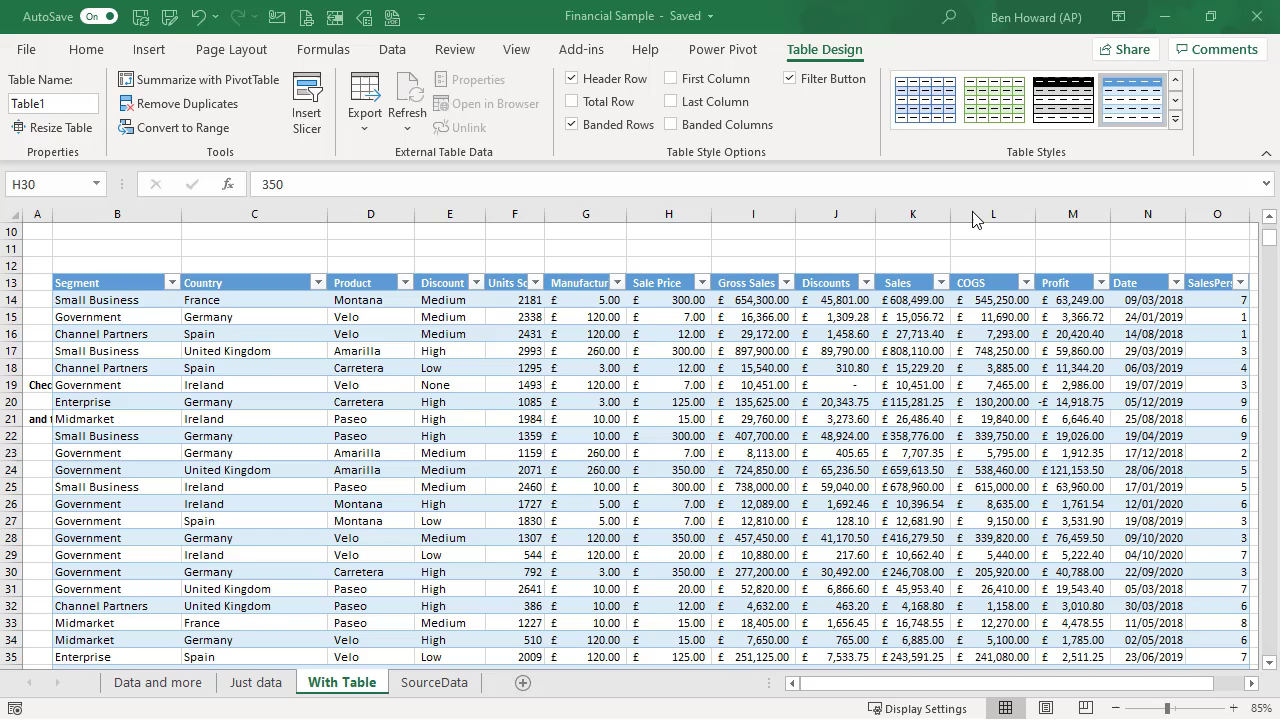 AutoSave On Financial Sample - Saved Ben Howard (AP)
File Home Insert Page Layout Formulas Data Review View Add-ins Help Power Pivot Table Design Share Comments
Table Name:
Table1
Resize Table
Properties
Summarize with PivotTable
Remove Duplicates
Convert to Range
Insert
Slicer
Tools
Export
Refresh
Properties
Open in Browser
Unlink
External Table Data
Header Row First Column Filter Button
Total Row Last Column
Banded Rows Banded Columns
Table Style Options
Table Styles
H30 fx 350
A B C D E F G H I J K L M N O
10
11
12
13 Segment Country Product Discount Units Sc Manufactur Sale Price Gross Sales Discounts Sales COGS Profit Date SalesPers
14 Small Business France Montana Medium 2181 £ 5.00 £ 300.00 £ 654,300.00 £ 45,801.00 £ 608,499.00 £ 545,250.00 £ 63,249.00 09/03/2018 7
15 Government Germany Velo Medium 2338 £ 120.00 £ 7.00 £ 16,366.00 £ 1,309.28 £ 15,056.72 £ 11,690.00 £ 3,366.72 24/01/2019 1
16 Channel Partners Spain Velo Medium 2431 £ 120.00 £ 12.00 £ 29,172.00 £ 1,458.60 £ 27,713.40 £ 7,293.00 £ 20,420.40 14/08/2018 1
17 Small Business United Kingdom Amarilla High 2993 £ 260.00 £ 300.00 £ 897,900.00 £ 89,790.00 £ 808,110.00 £ 748,250.00 £ 59,860.00 29/03/2019 3
18 Channel Partners Spain Carretera Low 1295 £ 3.00 £ 12.00 £ 15,540.00 £ 310.80 £ 15,229.20 £ 3,885.00 £ 11,344.20 06/03/2019 4
19 Chec Government Ireland Velo None 1493 £ 120.00 £ 7.00 £ 10,451.00 £ - £ 10,451.00 £ 7,465.00 £ 2,986.00 19/07/2019 3
20 Enterprise Germany Carretera High 1085 £ 3.00 £ 125.00 £ 135,625.00 £ 20,343.75 £ 115,281.25 £ 130,200.00 -£ 14,918.75 05/12/2019 9
21 and t Midmarket Ireland Paseo High 1984 £ 10.00 £ 15.00 £ 29,760.00 £ 3,273.60 £ 26,486.40 £ 19,840.00 £ 6,646.40 25/08/2018 6
22 Small Business Germany Paseo High 1359 £ 10.00 £ 300.00 £ 407,700.00 £ 48,924.00 £ 358,776.00 £ 339,750.00 £ 19,026.00 19/04/2019 9
23 Government Germany Amarilla Medium 1159 £ 260.00 £ 7.00 £ 8,113.00 £ 405.65 £ 7,707.35 £ 5,795.00 £ 1,912.35 17/12/2018 2
24 Government United Kingdom Amarilla Medium 2071 £ 260.00 £ 350.00 £ 724,850.00 £ 65,236.50 £ 659,613.50 £ 538,460.00 £ 121,153.50 28/06/2018 5
25 Small Business Ireland Paseo Medium 2460 £ 10.00 £ 300.00 £ 738,000.00 £ 59,040.00 £ 678,960.00 £ 615,000.00 £ 63,960.00 17/01/2019 5
26 Government Ireland Montana High 1727 £ 5.00 £ 7.00 £ 12,089.00 £ 1,692.46 £ 10,396.54 £ 8,635.00 £ 1,761.54 12/01/2020 6
27 Government Spain Montana Low 1830 £ 5.00 £ 7.00 £ 12,810.00 £ 128.10 £ 12,681.90 £ 9,150.00 £ 3,531.90 19/08/2019 3
28 Government Germany Velo Medium 1307 £ 120.00 £ 350.00 £ 457,450.00 £ 41,170.50 £ 416,279.50 £ 339,820.00 £ 76,459.50 09/10/2020 3
29 Government Ireland Velo Low 544 £ 120.00 £ 20.00 £ 10,880.00 £ 217.60 £ 10,662.40 £ 5,440.00 £ 5,222.40 04/10/2020 7
30 Government Germany Carretera High 792 £ 3.00 £ 350.00 £ 277,200.00 £ 30,492.00 £ 246,708.00 £ 205,920.00 £ 40,788.00 22/09/2020 3
31 Government United Kingdom Paseo High 2641 £ 10.00 £ 20.00 £ 52,820.00 £ 6,866.60 £ 45,953.40 £ 26,410.00 £ 19,543.40 15/03/2018 7
32 Channel Partners United Kingdom Paseo High 386 £ 10.00 £ 12.00 £ 4,632.00 £ 463.20 £ 4,168.80 £ 1,158.00 £ 3,010.80 30/03/2018 6
33 Midmarket France Paseo Medium 1227 £ 10.00 £ 15.00 £ 18,405.00 £ 1,656.45 £ 16,748.55 £ 12,270.00 £ 4,478.55 11/05/2018 8
34 Midmarket Germany Velo High 510 £ 120.00 £ 15.00 £ 7,650.00 £ 765.00 £ 6,885.00 £ 5,100.00 £ 1,785.00 02/05/2018 6
35 Enterprise Spain Velo Low 2009 £ 120.00 £ 125.00 £ 251,125.00 £ 7,533.75 £ 243,591.25 £ 241,080.00 £ 2,511.25 23/06/2019 7
Data and more Just data With Table SourceData
Display Settings 85%